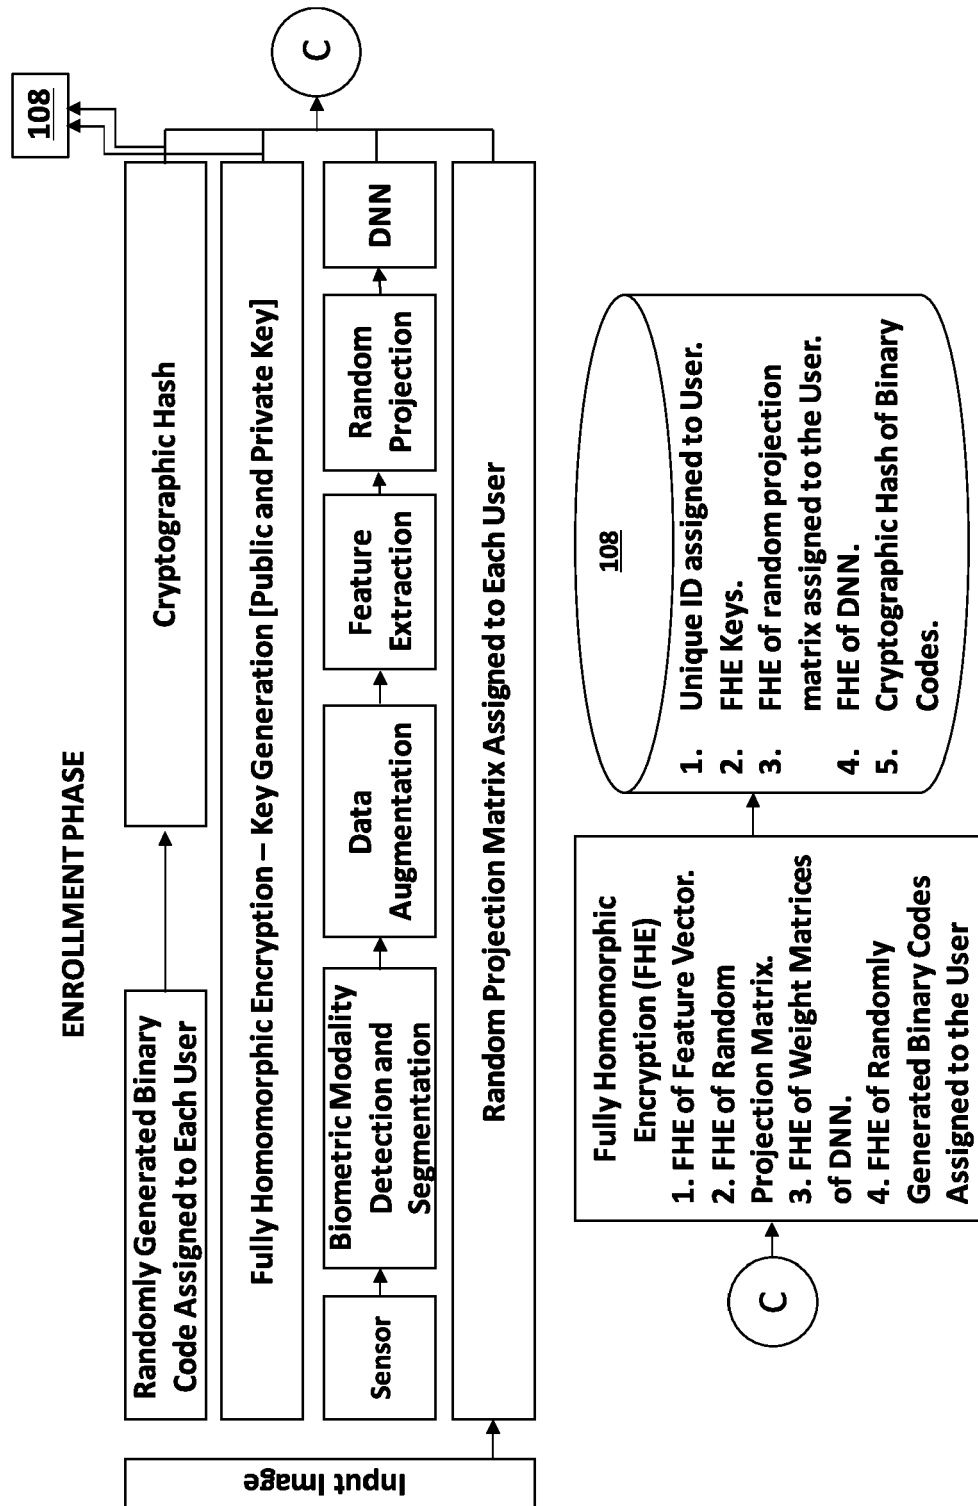 ENROLLMENT PHASE
108
Randomly Generated Binary
Code Assigned to Each User
Cryptographic Hash
Fully Homomorphic Encryption – Key Generation [Public and Private Key]
Input Image
Sensor
Biometric Modality
Detection and
Segmentation
Data
Augmentation
Feature
Extraction
Random
Projection
DNN
Random Projection Matrix Assigned to Each User
C
C
Fully Homomorphic
Encryption (FHE)
1. FHE of Feature Vector.
2. FHE of Random
Projection Matrix.
3. FHE of Weight Matrices
of DNN.
4. FHE of Randomly
Generated Binary Codes
Assigned to the User
108
1. Unique ID assigned to User.
2. FHE Keys.
3. FHE of random projection
matrix assigned to the User.
4. FHE of DNN.
5. Cryptographic Hash of Binary
Codes.